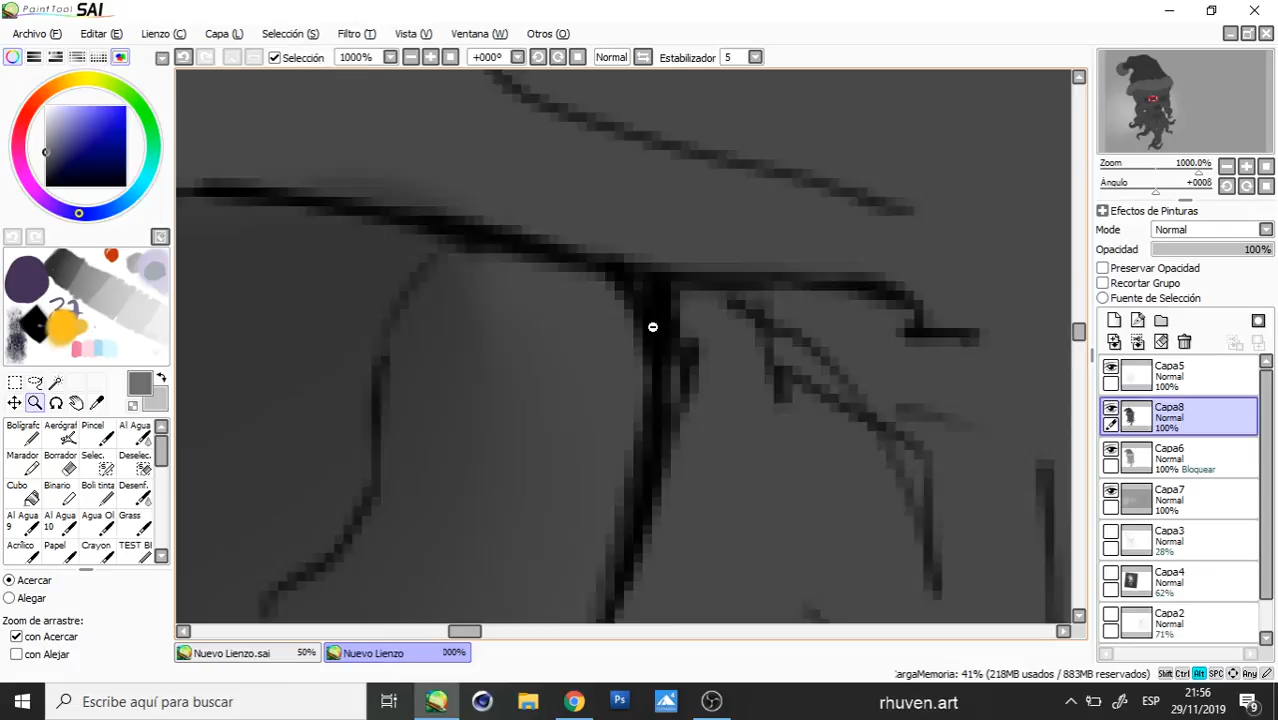 PaintTool SAI
Archivo (F) Editar (E) Lienzo (C) Capa (L) Selección (S) Filtro (T) Vista (V) Ventana (W) Otros (O)
Selección 1000% +000º Normal Estabilizador 5
Zoom 1000.0%
Ángulo +000ß
Efectos de Pinturas
Modo Normal
Opacidad 100%
Preservar Opacidad
Recortar Grupo
Fuente de Selección
Bolígrafo Aerógraf Pincel Al Agua
Marador Borrador Selec. Deselec.
Cubo Binario Boli tinta Desenf.
Al Agua 9 Al Agua 10 Agua Ol Grass
Acrílico Papel Crayon TEST BI
Acercar
Alegar
Zoom de arrastre:
con Acercar
con Alejar
Capa5
Normal
100%
Capa8
Normal
100%
Capa6
Normal
100% Bloquear
Capa7
Normal
100%
Capa3
Normal
28%
Capa4
Normal
62%
Capa2
Normal
71%
Nuevo Lienzo.sai 50% Nuevo Lienzo 000%
argaMemoria: 41% (218MB usados / 883MB reservados) Shift Ctrl Alt SPC Any
Escribe aquí para buscar
Ps
rhuven.art
ESP
21:56
29/11/2019
9